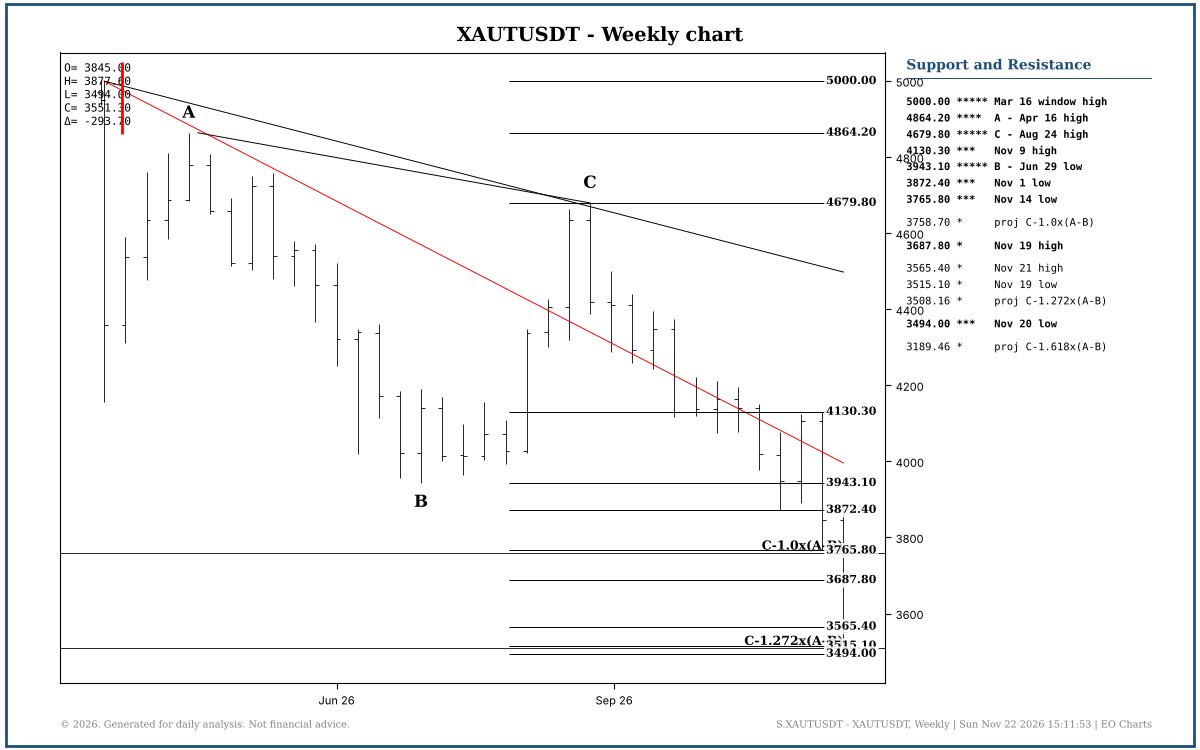 XAUTUSDT - Weekly chart
O= 3845.00
H= 3877.60
L= 3494.00
C= 3551.30
Δ= -293.70
A
C
B
5000.00
4864.20
4679.80
4130.30
3943.10
3872.40
C-1.0x(A-B)
3765.80
3687.80
3565.40
C-1.272x(A-B)
3515.10
3494.00
5000
4800
4600
4400
4200
4000
3800
3600
Jun 26
Sep 26
Support and Resistance
5000.00 ***** Mar 16 window high
4864.20 **** A - Apr 16 high
4679.80 ***** C - Aug 24 high
4130.30 *** Nov 9 high
3943.10 ***** B - Jun 29 low
3872.40 *** Nov 1 low
3765.80 *** Nov 14 low
3758.70 * proj C-1.0x(A-B)
3687.80 * Nov 19 high
3565.40 * Nov 21 high
3515.10 * Nov 19 low
3508.16 * proj C-1.272x(A-B)
3494.00 *** Nov 20 low
3189.46 * proj C-1.618x(A-B)
© 2026. Generated for daily analysis. Not financial advice.
S.XAUTUSDT - XAUTUSDT, Weekly | Sun Nov 22 2026 15:11:53 | EO Charts